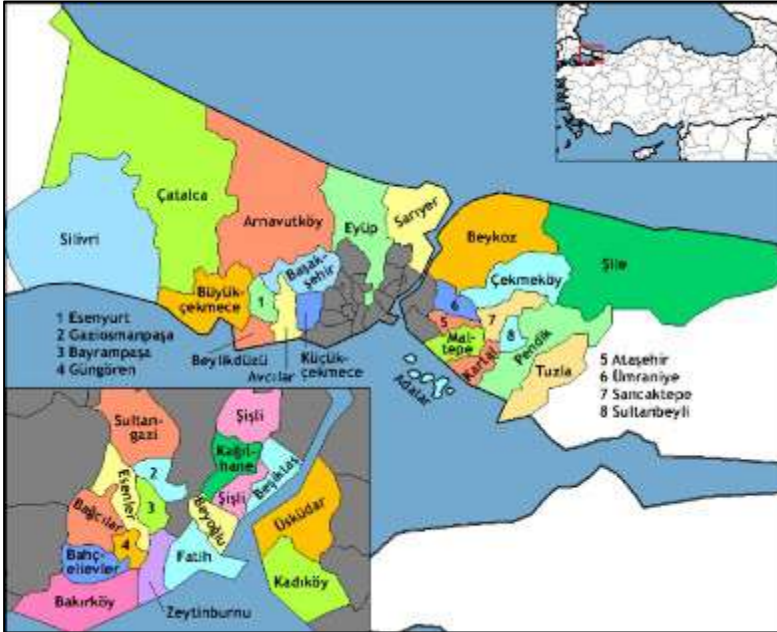 Çatalca
Silivri
Arnavutköy
Eyüp
Sarıyer
Beykoz
Şile
Çekmeköy
Başak-
şehir
Büyük-
çekmece
1
6
5
7
8
Mal-
tepe
Kartal
Pendik
Tuzla
Adalar
Beylikdüzü
Avcılar
Küçük-
çekmece
1 Esenyurt
2 Gaziosmanpaşa
3 Bayrampaşa
4 Güngören
5 Ataşehir
6 Ümraniye
7 Sancaktepe
8 Sultanbeyli
Sultan-
gazi
Şişli
Kağıt-
hane
2
Esenler
3
Şişli
Beşiktaş
Beyoğlu
Bağcılar
4
Bahç-
elievler
Fatih
Üsküdar
Kadıköy
Bakırköy
Zeytinburnu